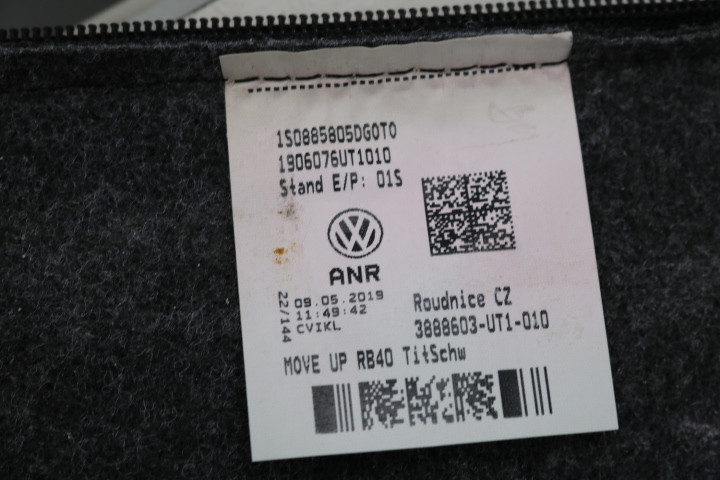 1S0885805DG0T0
1906076UT1010
Stand E/P: 01S
ANR
22/144
09.05.2019
11:49:42
CVIKL
Roudnice CZ
3888603-UT1-010
MOVE UP RB40 TitSchw